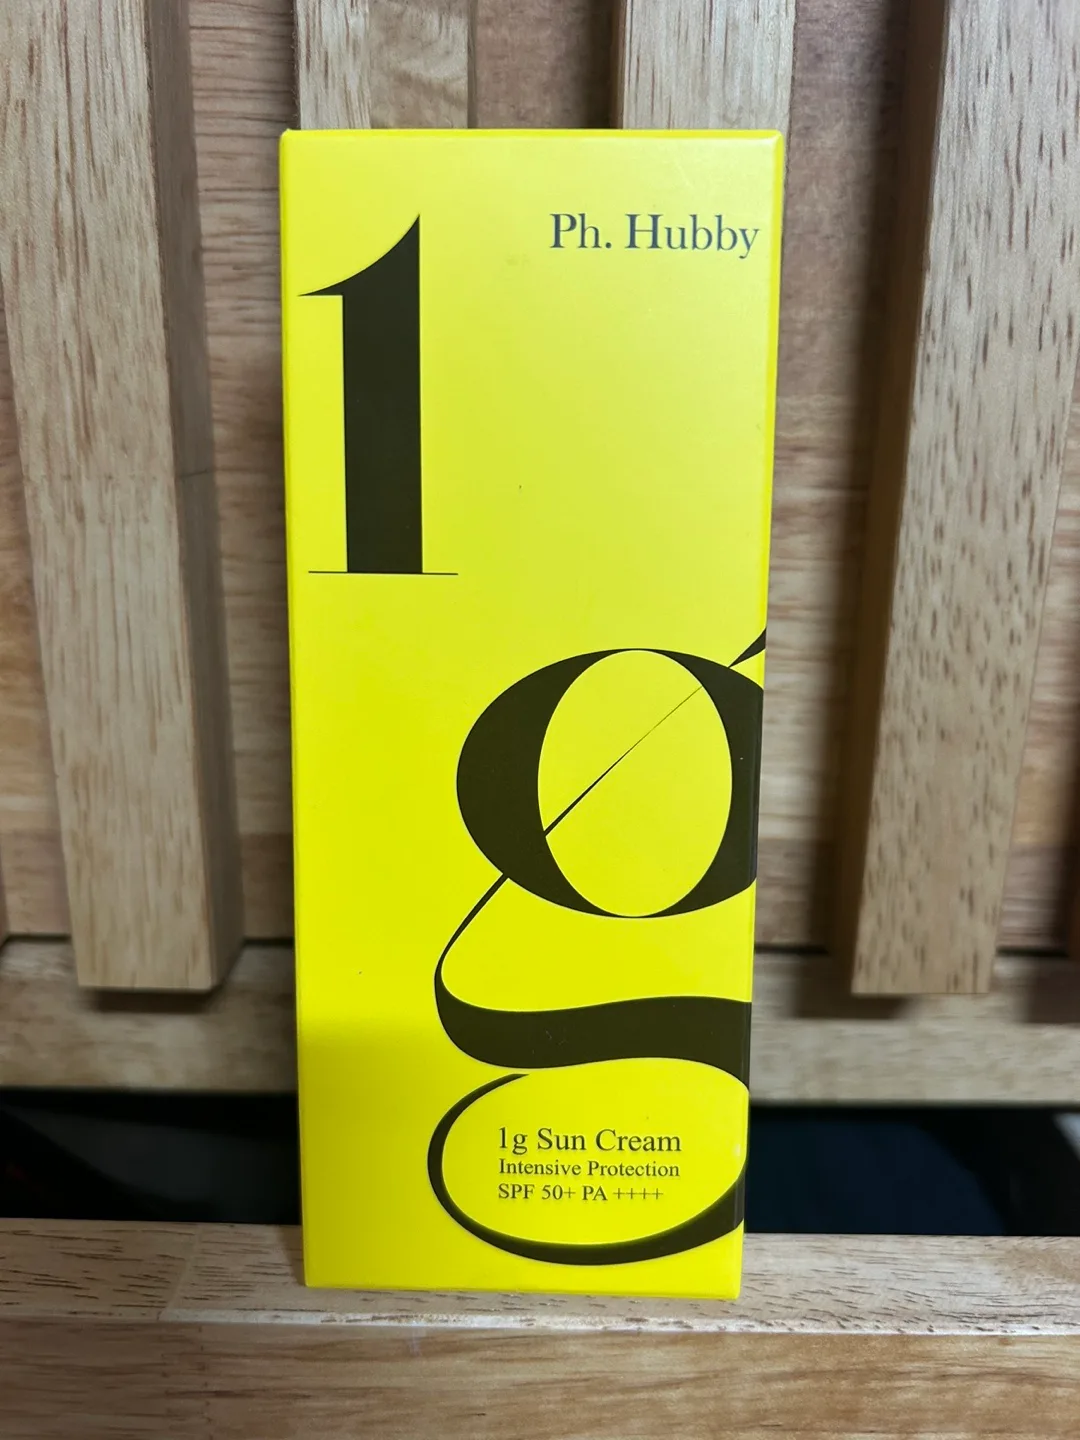 Ph. Hubby
1
g
1g Sun Cream
Intensive Protection
SPF 50+ PA ++++